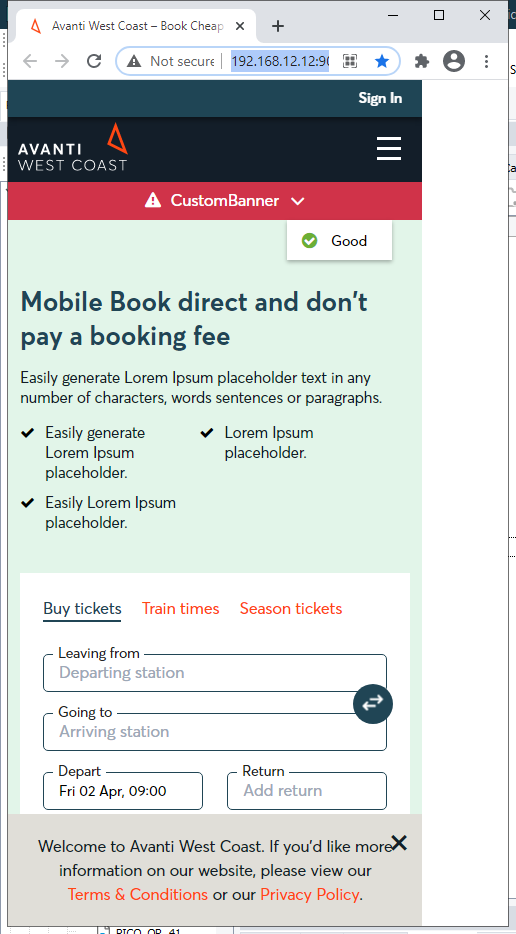 Avanti West Coast – Book Cheap
Not secure
192.168.12.12:90
Sign In
AVANTI
WEST COAST
CustomBanner
Good
Mobile Book direct and don't
pay a booking fee
Easily generate Lorem Ipsum placeholder text in any
number of characters, words sentences or paragraphs.
Easily generate
Lorem Ipsum
placeholder.
Lorem Ipsum
placeholder.
Easily Lorem Ipsum
placeholder.
Buy tickets Train times Season tickets
Leaving from
Departing station
Going to
Arriving station
Depart Return
Fri 02 Apr, 09:00 Add return
Welcome to Avanti West Coast. If you'd like more
information on our website, please view our
Terms & Conditions or our Privacy Policy.